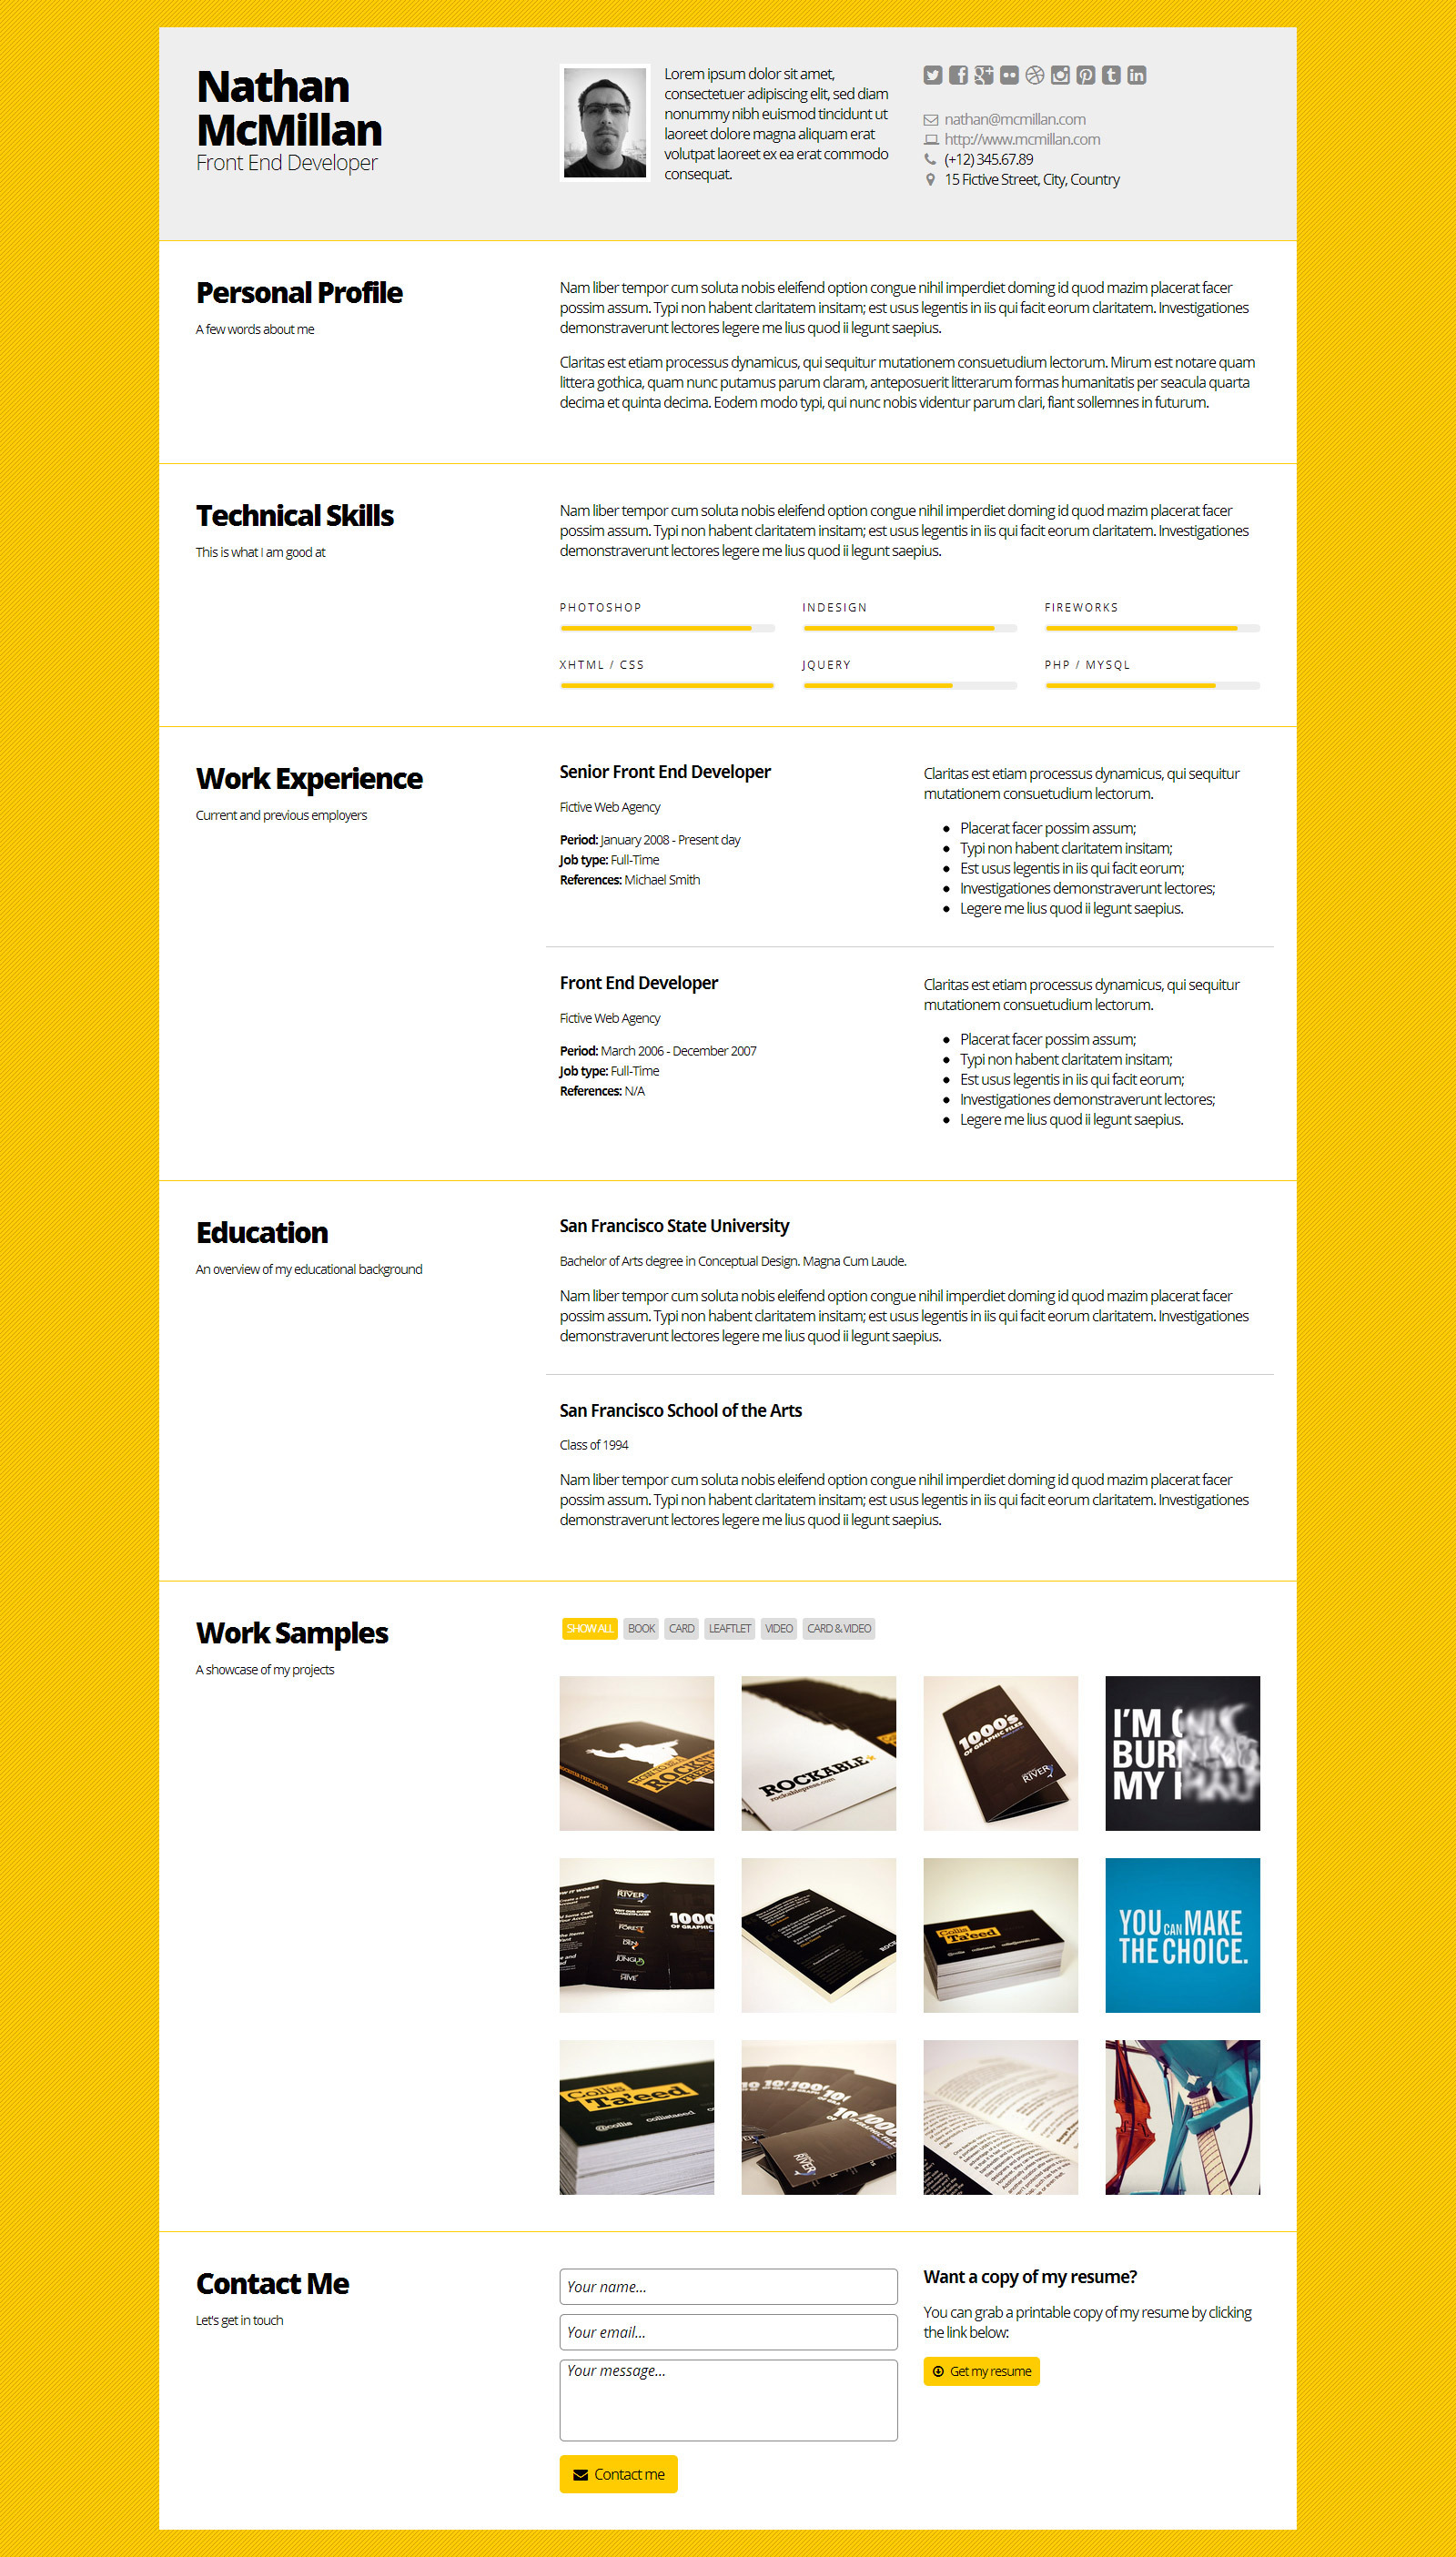 Nathan
McMillan
Front End Developer
Lorem ipsum dolor sit amet,
consectetuer adipiscing elit, sed diam
nonummy nibh euismod tincidunt ut
laoreet dolore magna aliquam erat
volutpat laoreet ex ea erat commodo
consequat.
nathan@mcmillan.com
http://www.mcmillan.com
(+12) 345.67.89
15 Fictive Street, City, Country
Personal Profile
A few words about me
Nam liber tempor cum soluta nobis eleifend option congue nihil imperdiet doming id quod mazim placerat facer
possim assum. Typi non habent claritatem insitam; est usus legentis in iis qui facit eorum claritatem. Investigationes
demonstraverunt lectores legere me lius quod ii legunt saepius.
Claritas est etiam processus dynamicus, qui sequitur mutationem consuetudium lectorum. Mirum est notare quam
littera gothica, quam nunc putamus parum claram, anteposuerit litterarum formas humanitatis per seacula quarta
decima et quinta decima. Eodem modo typi, qui nunc nobis videntur parum clari, fiant sollemnes in futurum.
Technical Skills
This is what I am good at
Nam liber tempor cum soluta nobis eleifend option congue nihil imperdiet doming id quod mazim placerat facer
possim assum. Typi non habent claritatem insitam; est usus legentis in iis qui facit eorum claritatem. Investigationes
demonstraverunt lectores legere me lius quod ii legunt saepius.
PHOTOSHOP
INDESIGN
FIREWORKS
XHTML / CSS
JQUERY
PHP / MYSQL
Work Experience
Current and previous employers
Senior Front End Developer
Fictive Web Agency
Period: January 2008 - Present day
Job type: Full-Time
References: Michael Smith
Claritas est etiam processus dynamicus, qui sequitur
mutationem consuetudium lectorum.
Placerat facer possim assum;
Typi non habent claritatem insitam;
Est usus legentis in iis qui facit eorum;
Investigationes demonstraverunt lectores;
Legere me lius quod ii legunt saepius.
Front End Developer
Fictive Web Agency
Period: March 2006 - December 2007
Job type: Full-Time
References: N/A
Claritas est etiam processus dynamicus, qui sequitur
mutationem consuetudium lectorum.
Placerat facer possim assum;
Typi non habent claritatem insitam;
Est usus legentis in iis qui facit eorum;
Investigationes demonstraverunt lectores;
Legere me lius quod ii legunt saepius.
Education
An overview of my educational background
San Francisco State University
Bachelor of Arts degree in Conceptual Design. Magna Cum Laude.
Nam liber tempor cum soluta nobis eleifend option congue nihil imperdiet doming id quod mazim placerat facer
possim assum. Typi non habent claritatem insitam; est usus legentis in iis qui facit eorum claritatem. Investigationes
demonstraverunt lectores legere me lius quod ii legunt saepius.
San Francisco School of the Arts
Class of 1994
Nam liber tempor cum soluta nobis eleifend option congue nihil imperdiet doming id quod mazim placerat facer
possim assum. Typi non habent claritatem insitam; est usus legentis in iis qui facit eorum claritatem. Investigationes
demonstraverunt lectores legere me lius quod ii legunt saepius.
Work Samples
A showcase of my projects
SHOW ALL
BOOK
CARD
LEAFTLET
VIDEO
CARD & VIDEO
ROCKABLE
rockablepress.com
1000's
OF GRAPHIC FILES
RIVER
I'M
MY
RIVER
FOREST
DEN
JUNGLE
HIVE
1000
OF GRAPHIC
Collis
Ta'eed
YOU CAN MAKE
THE CHOICE.
Collis
Ta'eed
@collis collistaeed
1000
RIVER
Contact Me
Let's get in touch
Your name...
Your email...
Your message...
Contact me
Want a copy of my resume?
You can grab a printable copy of my resume by clicking
the link below:
Get my resume